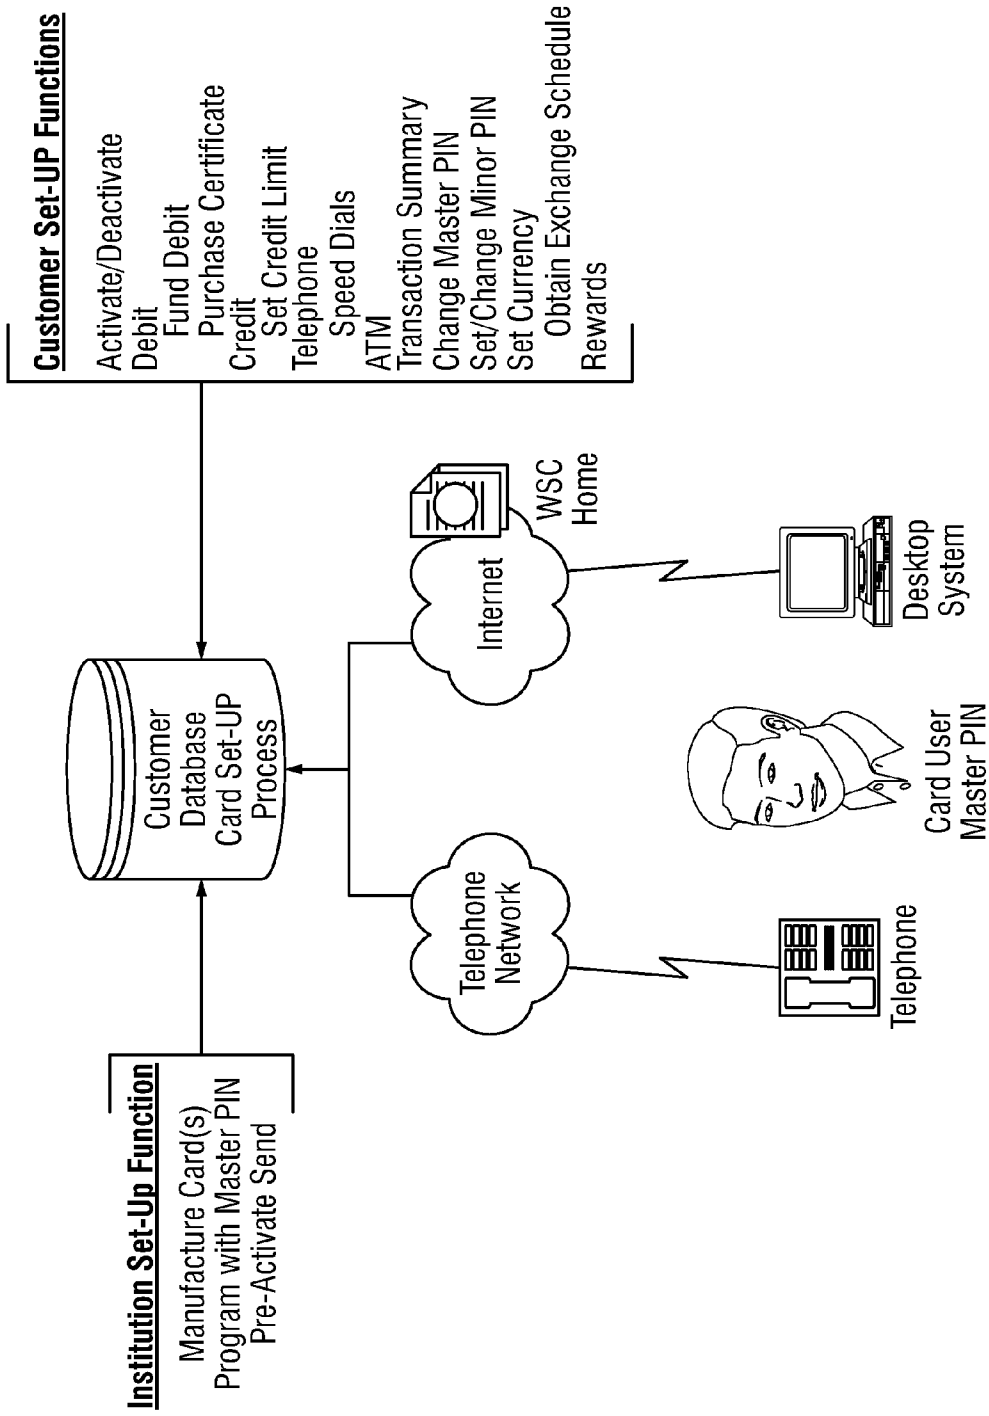 Institution Set-Up Function
Manufacture Card(s)
Program with Master PIN
Pre-Activate Send
Customer
Database
Card Set-UP
Process
Customer Set-UP Functions
Activate/Deactivate
Debit
Fund Debit
Purchase Certificate
Credit
Set Credit Limit
Telephone
Speed Dials
ATM
Transaction Summary
Change Master PIN
Set/Change Minor PIN
Set Currency
Obtain Exchange Schedule
Rewards
Telephone
Network
Internet
WSC
Home
Telephone
Card User
Master PIN
Desktop
System